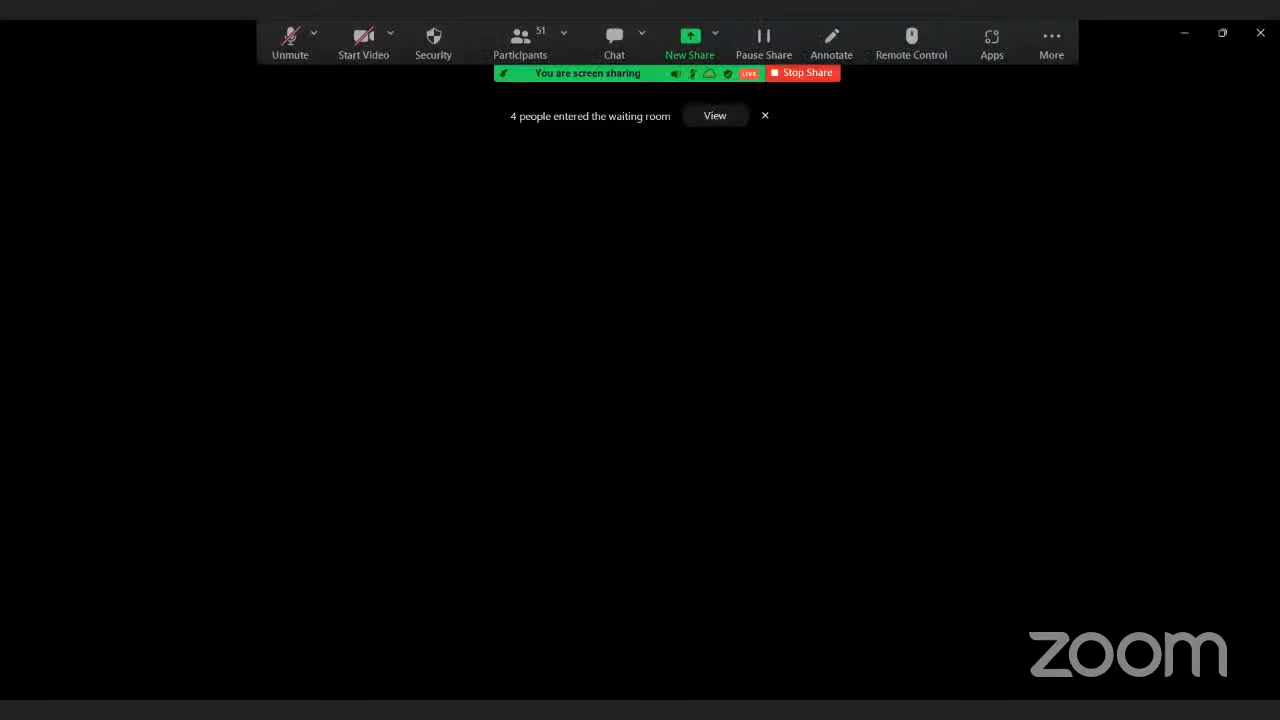 51
Unmute Start Video Security Participants Chat New Share Pause Share Annotate Remote Control Apps More
You are screen sharing LIVE Stop Share
4 people entered the waiting room View
zoom